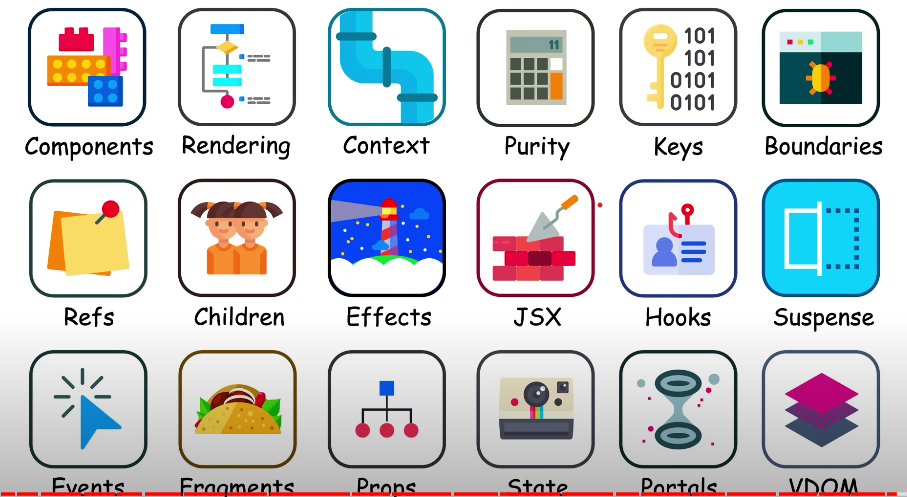 11
101
101
0101
0101
Components Rendering Context Purity Keys Boundaries
Refs Children Effects JSX Hooks Suspense
Events Fragments Props State Portals VDOM